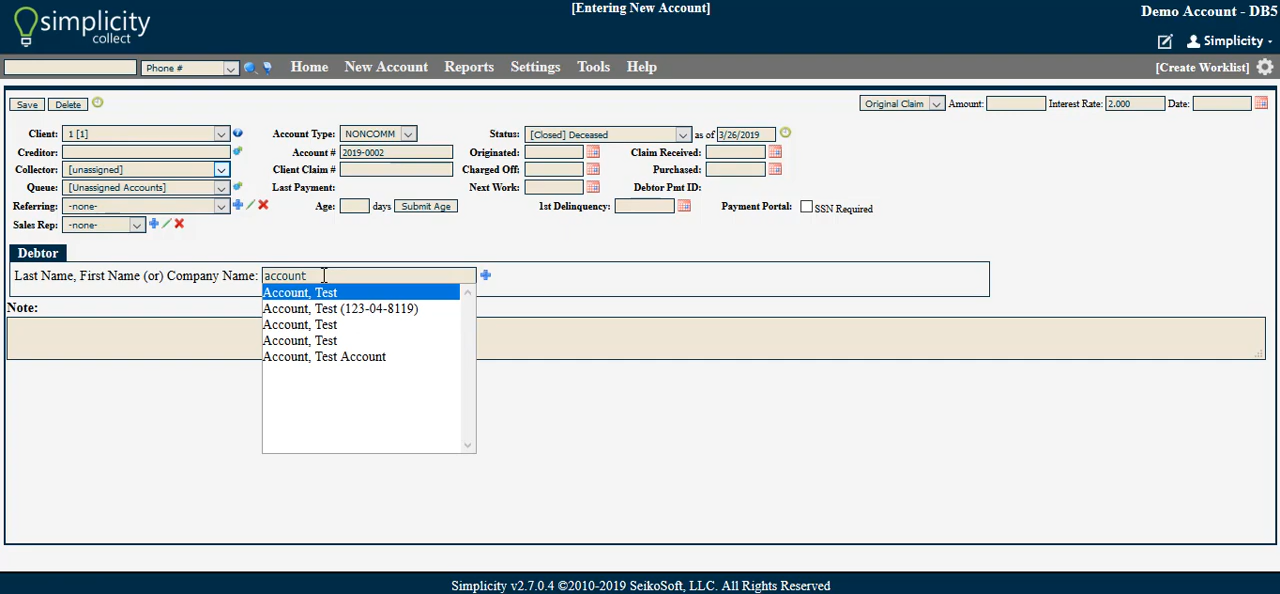 simplicity
collect
[Entering New Account]
Demo Account - DB5
Simplicity
Phone #
Home New Account Reports Settings Tools Help
[Create Worklist]
Save Delete
Original Claim Amount: Interest Rate: 2.000 Date:
Client: 1 [1] Account Type: NONCOMM Status: [Closed] Deceased as of 3/26/2019
Creditor: Account # 2019-0002 Originated: Claim Received:
Collector: [unassigned] Client Claim # Charged Off: Purchased:
Queue: [Unassigned Accounts] Last Payment: Next Work: Debtor Pmt ID:
Referring: -none- Age: days Submit Age 1st Delinquency: Payment Portal: SSN Required
Sales Rep: -none-
Debtor
Last Name, First Name (or) Company Name: account
Account, Test
Account, Test (123-04-8119)
Account, Test
Account, Test
Account, Test Account
Note:
Simplicity v2.7.0.4 ©2010-2019 SeikoSoft, LLC. All Rights Reserved